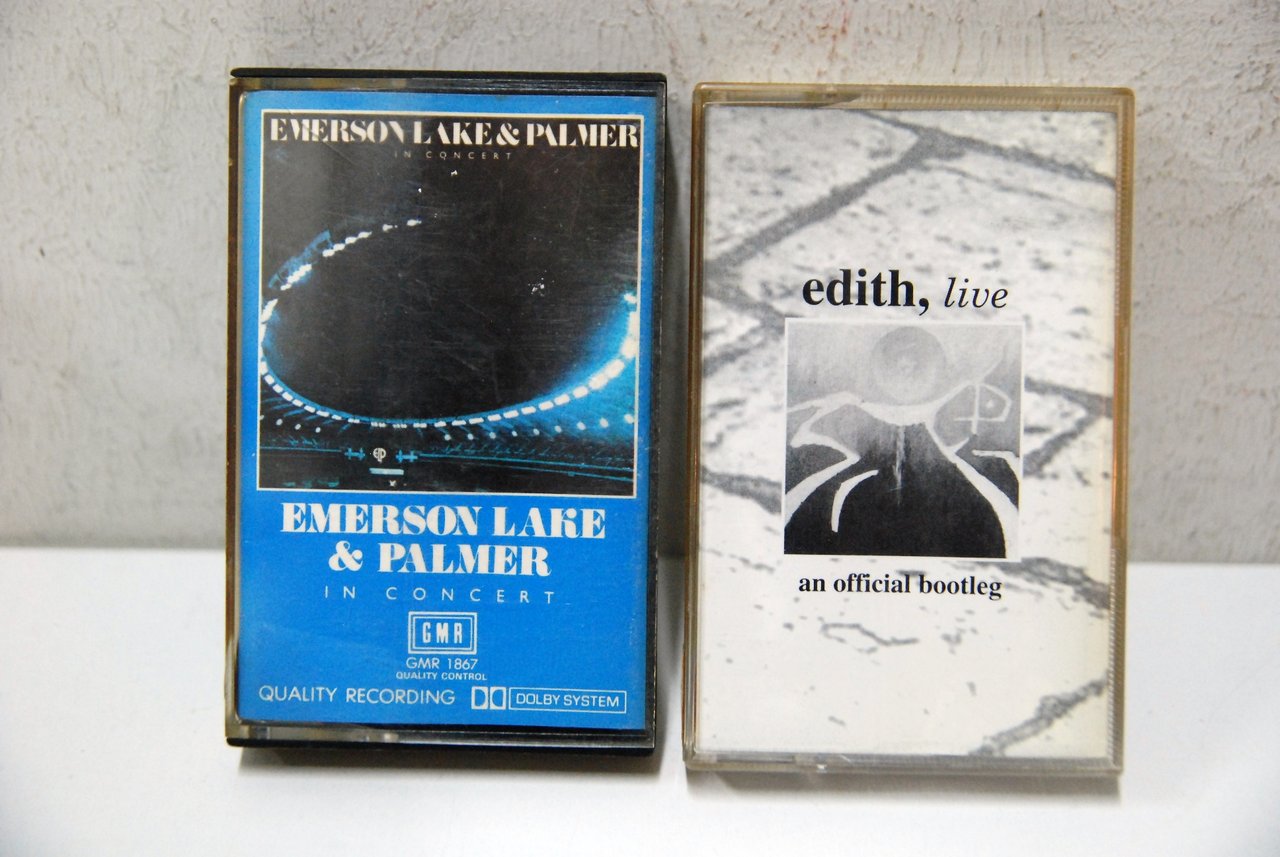 EMERSON LAKE & PALMER
IN CONCERT
EMERSON LAKE
& PALMER
IN CONCERT
GMR
GMR 1867
QUALITY CONTROL
QUALITY RECORDING
DOLBY SYSTEM
edith, live
an official bootleg